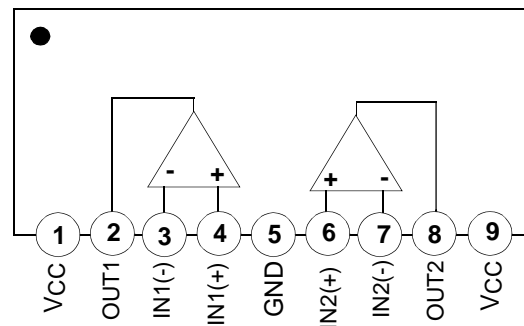 - + + -
1 2 3 4 5 6 7 8 9
VCC OUT1 IN1(-) IN1(+) GND IN2(+) IN2(-) OUT2 VCC